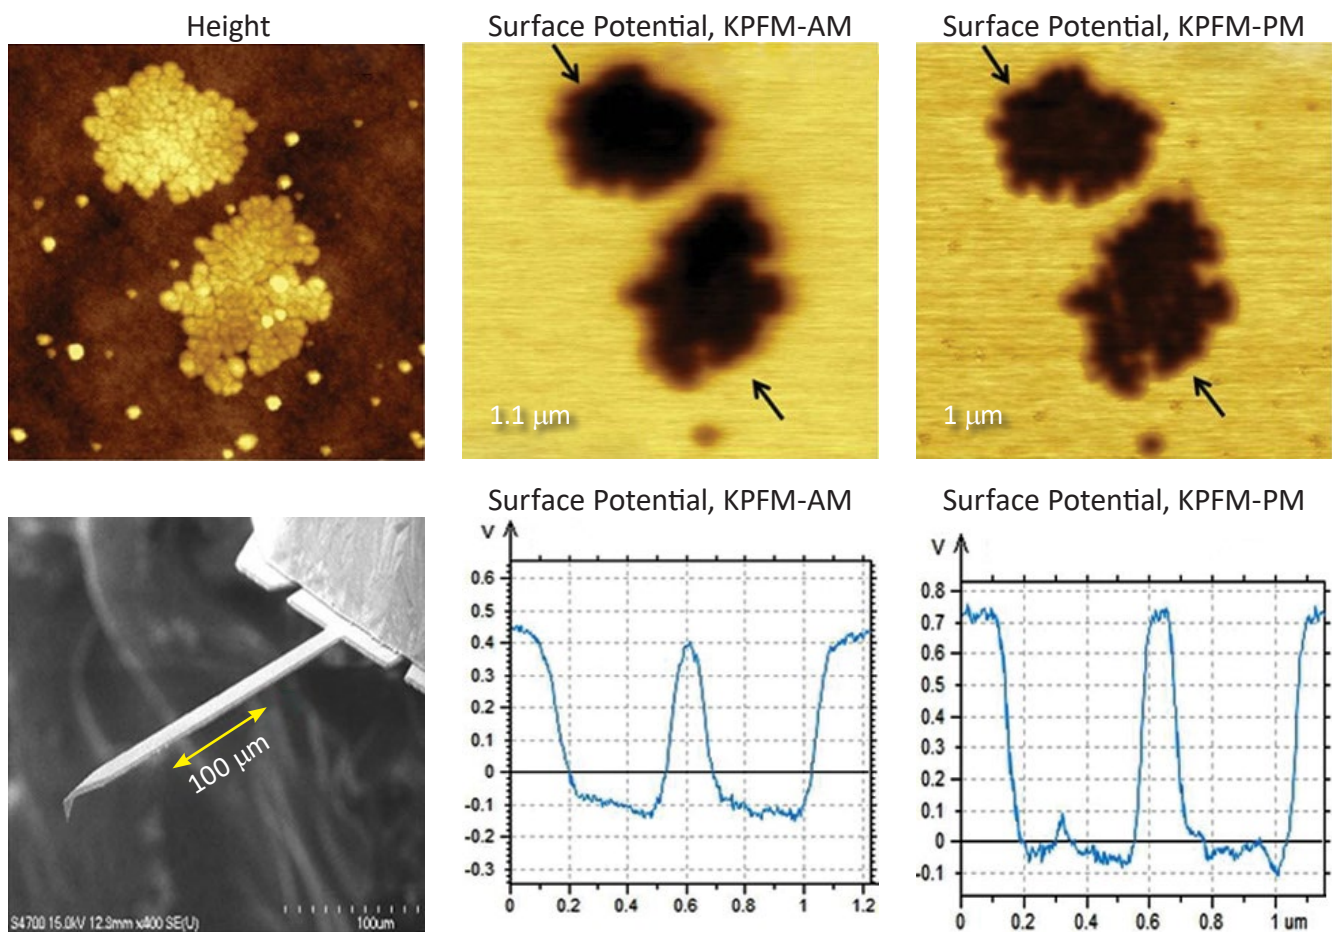 Height
Surface Potential, KPFM-AM
Surface Potential, KPFM-PM
1.1 μm
1 μm
Surface Potential, KPFM-AM
Surface Potential, KPFM-PM
100 μm
S4700 15.0kV 12.3mm x400 SE(U)
100um
V
0.6
0.5
0.4
0.3
0.2
0.1
0
-0.1
-0.2
-0.3
0 0.2 0.4 0.6 0.8 1.0 1.2
V
0.8
0.7
0.6
0.5
0.4
0.3
0.2
0.1
0
-0.1
0 0.2 0.4 0.6 0.8 1 um